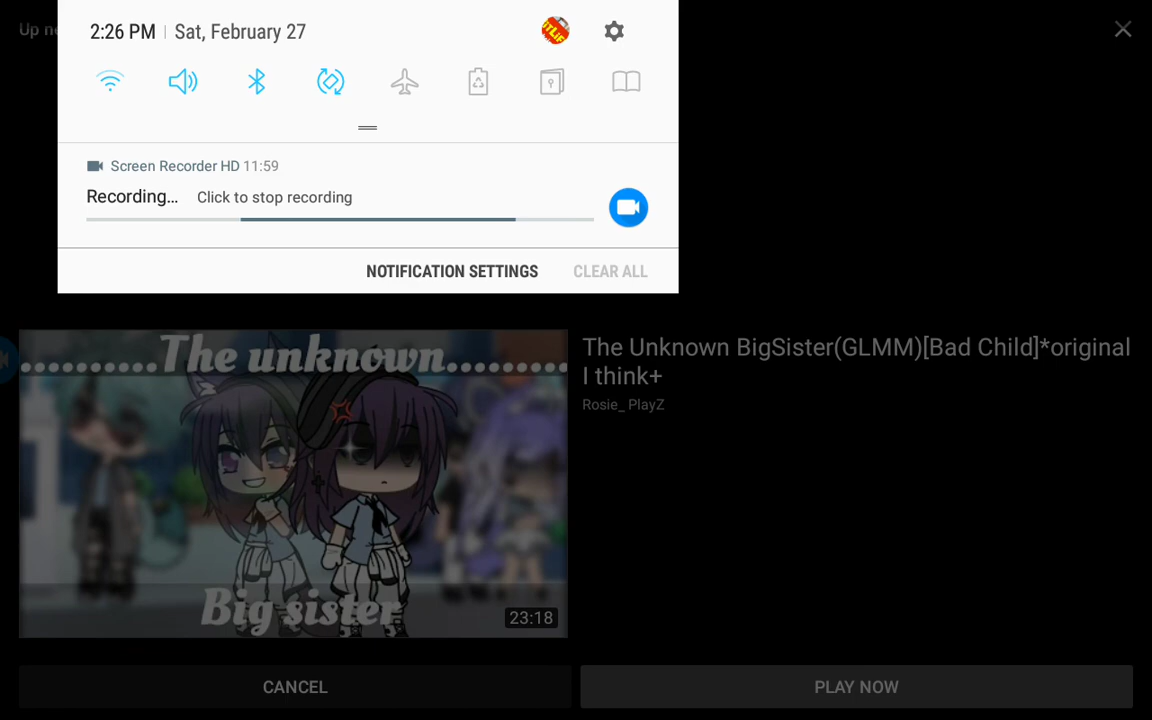 2:26 PM | Sat, February 27
Screen Recorder HD 11:59
Recording... Click to stop recording
NOTIFICATION SETTINGS CLEAR ALL
.........The unknown.........
Big sister
23:18
The Unknown BigSister(GLMM)[Bad Child]*original
I think+
Rosie_ PlayZ
CANCEL
PLAY NOW